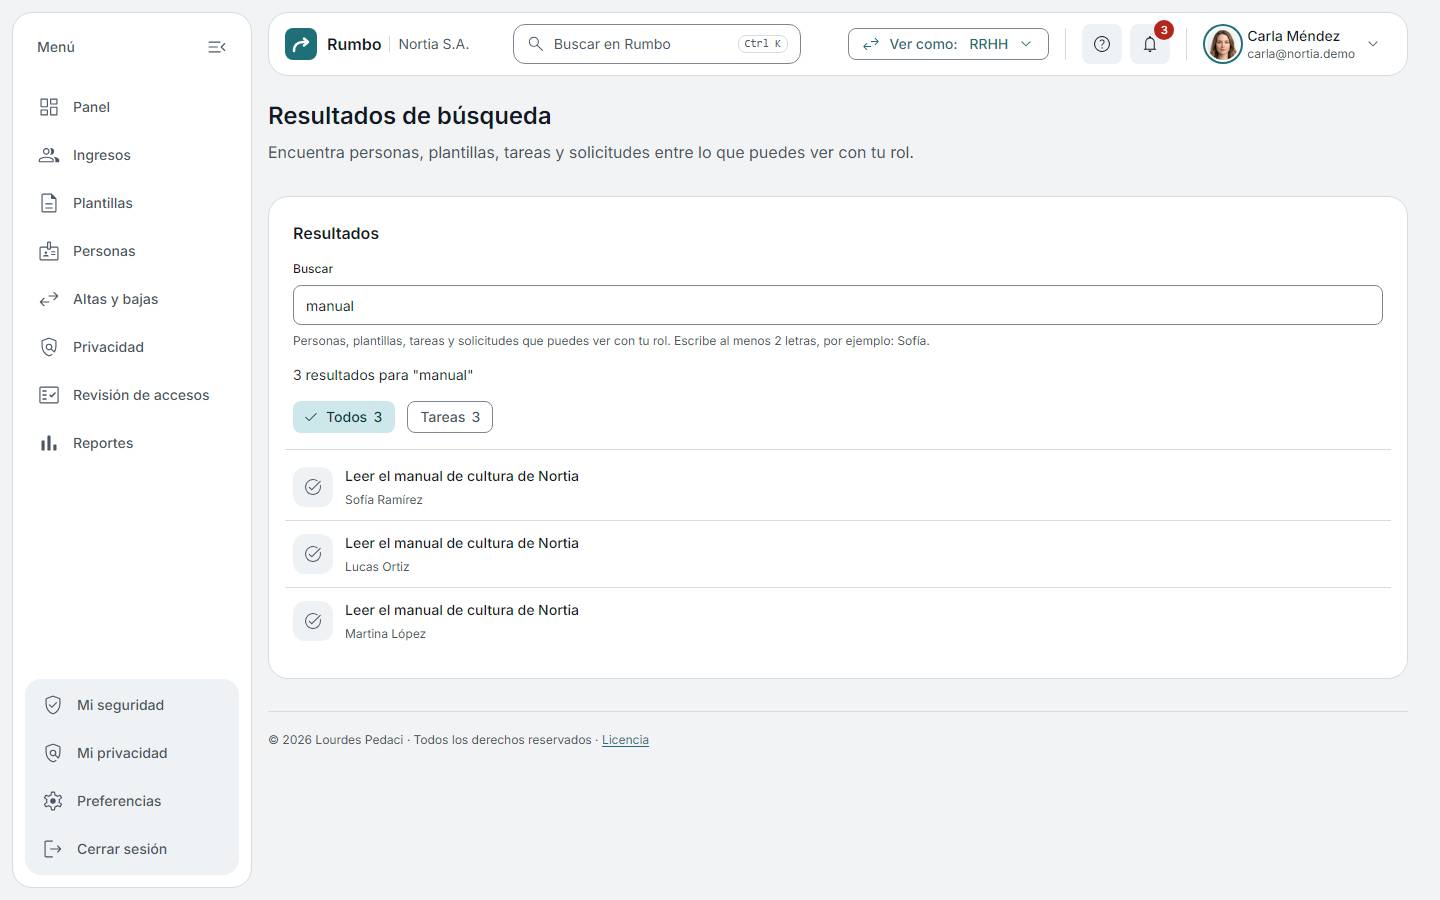 Menú
Panel
Ingresos
Plantillas
Personas
Altas y bajas
Privacidad
Revisión de accesos
Reportes
Mi seguridad
Mi privacidad
Preferencias
Cerrar sesión
Rumbo
Nortia S.A.
Buscar en Rumbo
Ctrl K
Ver como: RRHH
3
Carla Méndez
carla@nortia.demo
Resultados de búsqueda
Encuentra personas, plantillas, tareas y solicitudes entre lo que puedes ver con tu rol.
Resultados
Buscar
manual
Personas, plantillas, tareas y solicitudes que puedes ver con tu rol. Escribe al menos 2 letras, por ejemplo: Sofía.
3 resultados para "manual"
Todos 3
Tareas 3
Leer el manual de cultura de Nortia
Sofía Ramírez
Leer el manual de cultura de Nortia
Lucas Ortiz
Leer el manual de cultura de Nortia
Martina López
© 2026 Lourdes Pedaci · Todos los derechos reservados · Licencia